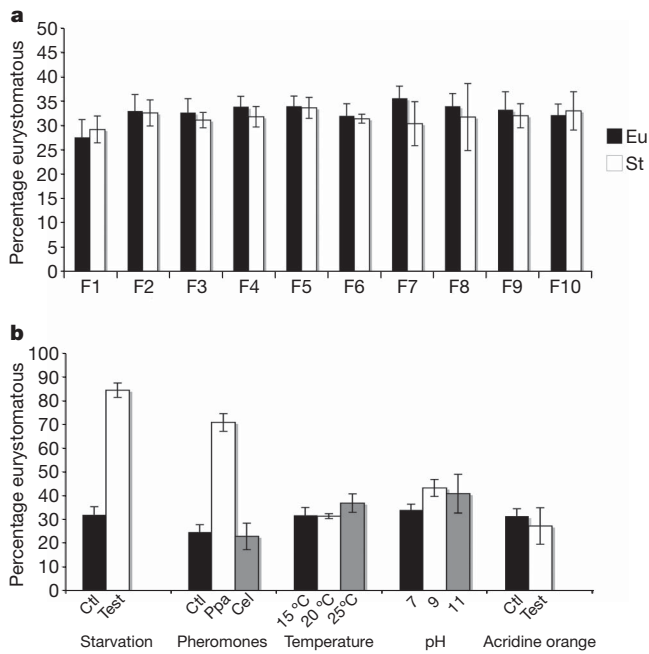 a
Percentage eurystomatous
50
45
40
35
30
25
20
15
10
5
0
F1 F2 F3 F4 F5 F6 F7 F8 F9 F10
Eu
St
b
Percentage eurystomatous
100
90
80
70
60
50
40
30
20
10
0
Ctl Test Ctl Ppa Cel 15 °C 20 °C 25°C 7 9 11 Ctl Test
Starvation Pheromones Temperature pH Acridine orange